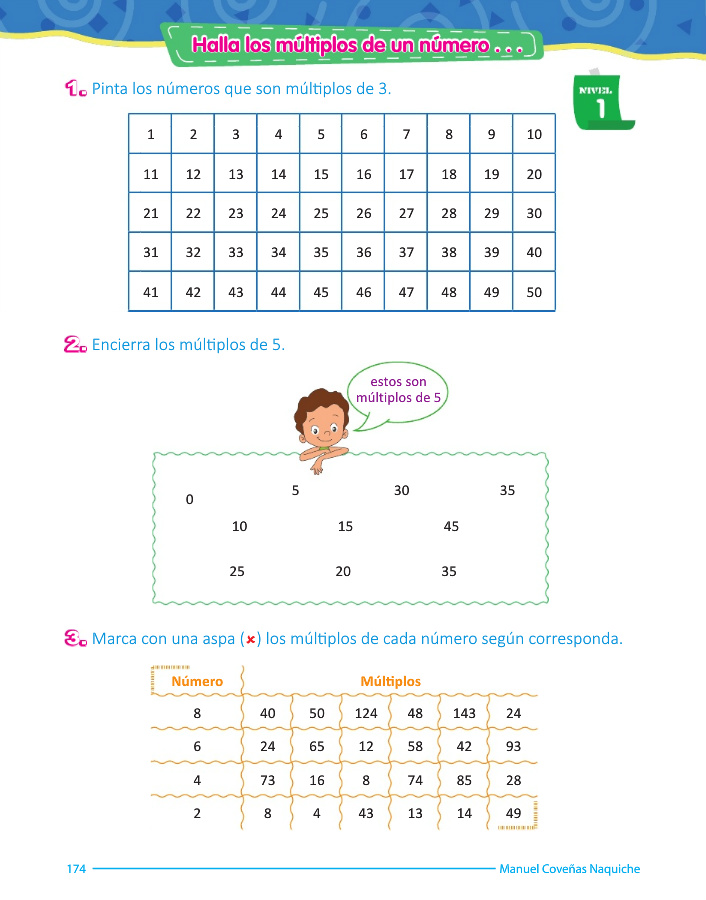 Halla los múltiplos de un número . . .
NIVEL
1
1. Pinta los números que son múltiplos de 3.
1 2 3 4 5 6 7 8 9 10
11 12 13 14 15 16 17 18 19 20
21 22 23 24 25 26 27 28 29 30
31 32 33 34 35 36 37 38 39 40
41 42 43 44 45 46 47 48 49 50
2. Encierra los múltiplos de 5.
estos son
múltiplos de 5
0 5 30 35
10 15 45
25 20 35
3. Marca con una aspa (×) los múltiplos de cada número según corresponda.
Número Múltiplos
8 40 50 124 48 143 24
6 24 65 12 58 42 93
4 73 16 8 74 85 28
2 8 4 43 13 14 49
174 Manuel Coveñas Naquiche